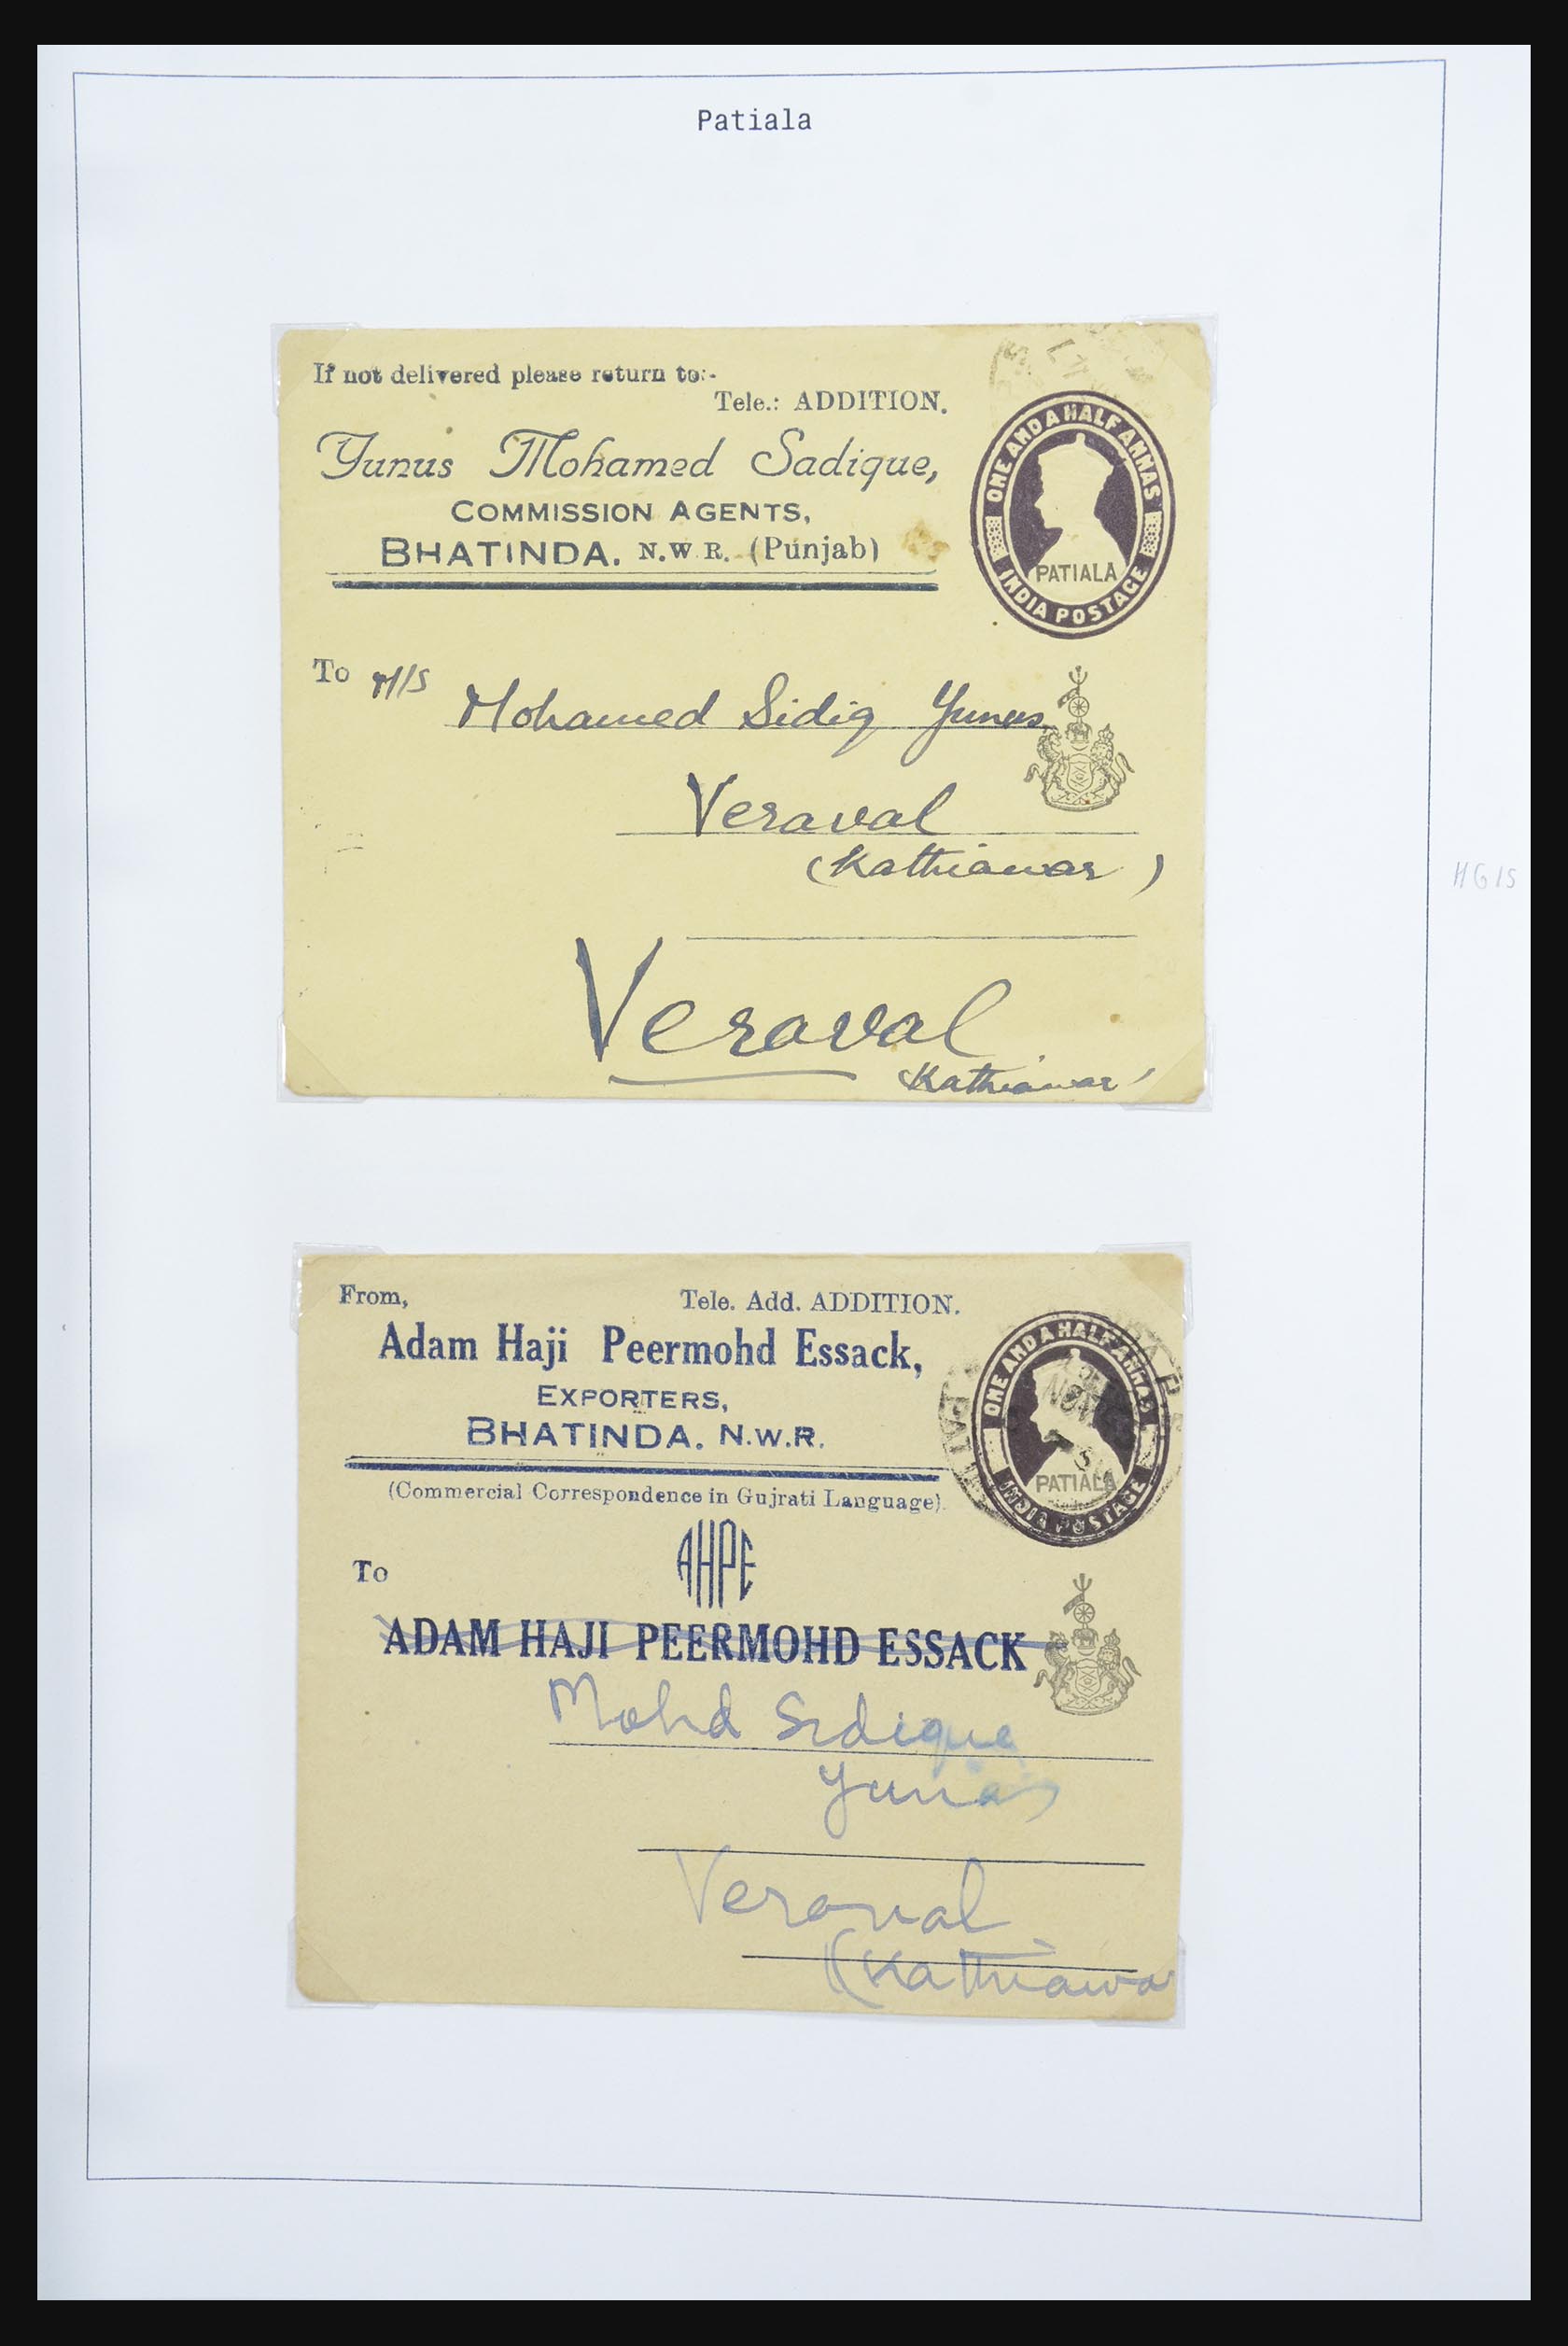 Patiala
If not delivered please return to:-
Tele.: ADDITION.
Yunus Mohamed Sadique,
COMMISSION AGENTS,
BHATINDA. N.W.R. (Punjab)
ONE AND A HALF ANNAS
PATIALA
INDIA POSTAGE
To M/S
Mohamed Sidiq Yunus
Veraval
(Kathiawar)
HG15
Veraval
(Kathiawar)
From,
Tele. Add. ADDITION.
Adam Haji Peermohd Essack,
EXPORTERS,
BHATINDA. N.W.R.
(Commercial Correspondence in Gujrati Language).
ONE AND A HALF ANNAS
NOV
PATIALA
INDIA POSTAGE
AHPE
To
ADAM HAJI PEERMOHD ESSACK
Mohd Sidique
Yunas
Veraval
(Kathiawar